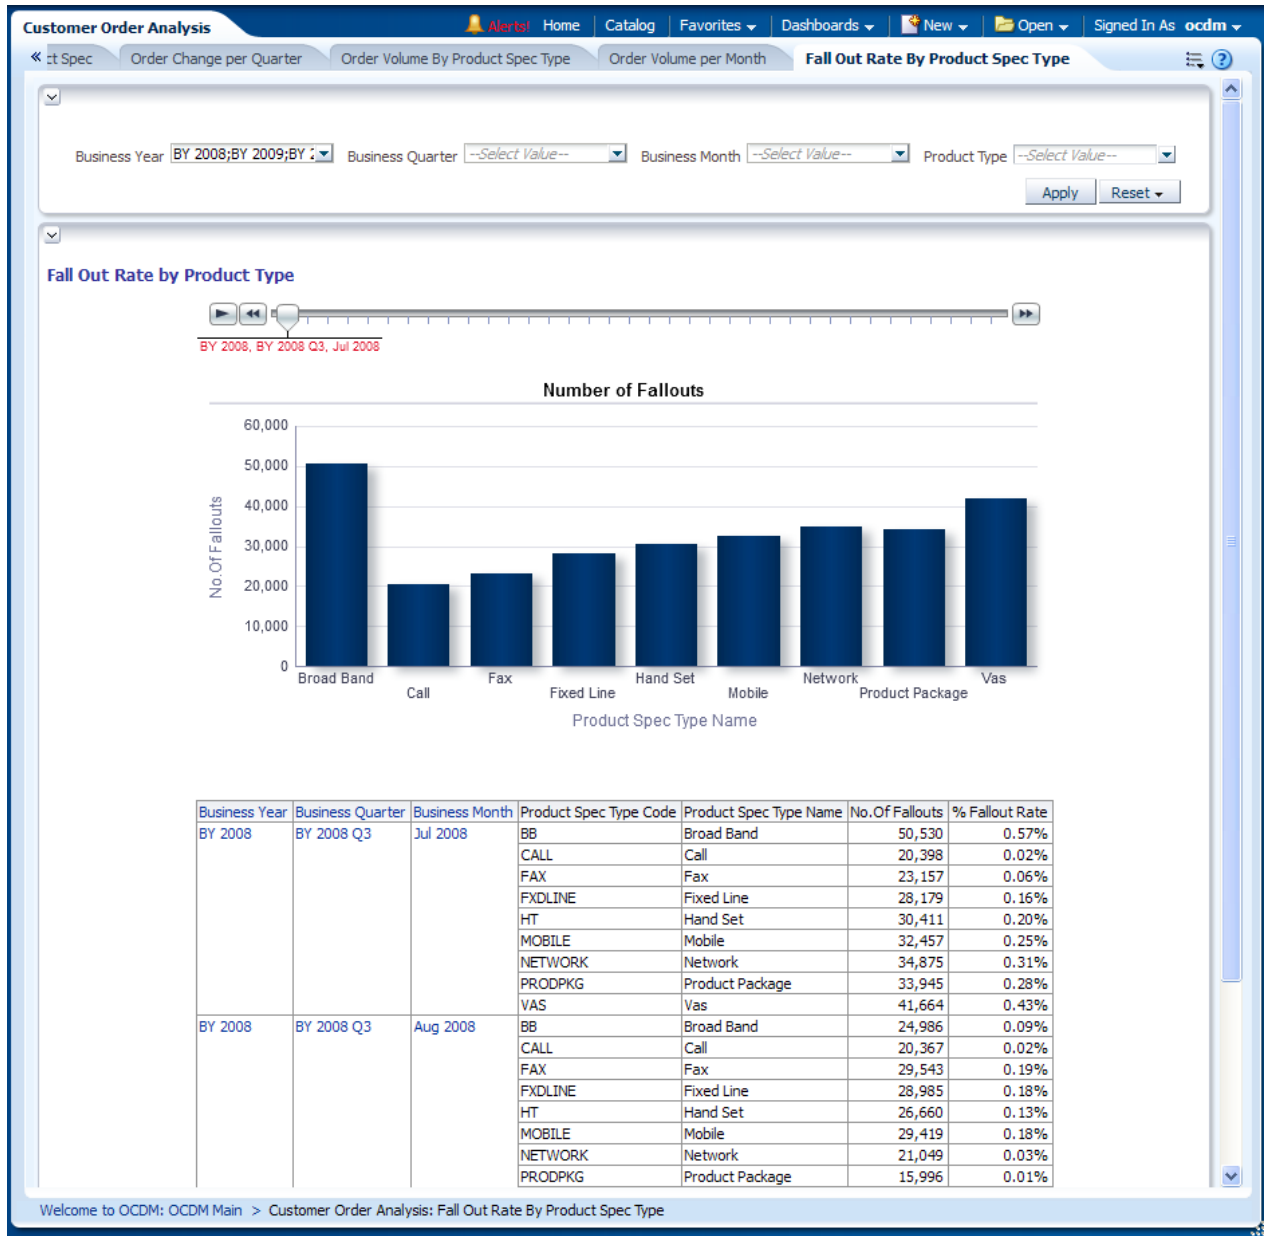 Customer Order Analysis
Alerts! Home Catalog Favorites Dashboards New Open Signed In As ocdm
« ct Spec Order Change per Quarter Order Volume By Product Spec Type Order Volume per Month Fall Out Rate By Product Spec Type ?
Business Year BY 2008;BY 2009;BY 2 Business Quarter --Select Value-- Business Month --Select Value-- Product Type --Select Value--
Apply Reset
Fall Out Rate by Product Type
BY 2008, BY 2008 Q3, Jul 2008
Number of Fallouts
60,000
50,000
40,000
30,000
20,000
10,000
0
No.Of Fallouts
Broad Band Call Fax Fixed Line Hand Set Mobile Network Product Package Vas
Product Spec Type Name
Business Year Business Quarter Business Month Product Spec Type Code Product Spec Type Name No.Of Fallouts % Fallout Rate
BY 2008 BY 2008 Q3 Jul 2008 BB Broad Band 50,530 0.57%
CALL Call 20,398 0.02%
FAX Fax 23,157 0.06%
FXDLINE Fixed Line 28,179 0.16%
HT Hand Set 30,411 0.20%
MOBILE Mobile 32,457 0.25%
NETWORK Network 34,875 0.31%
PRODPKG Product Package 33,945 0.28%
VAS Vas 41,664 0.43%
BY 2008 BY 2008 Q3 Aug 2008 BB Broad Band 24,986 0.09%
CALL Call 20,367 0.02%
FAX Fax 29,543 0.19%
FXDLINE Fixed Line 28,985 0.18%
HT Hand Set 26,660 0.13%
MOBILE Mobile 29,419 0.18%
NETWORK Network 21,049 0.03%
PRODPKG Product Package 15,996 0.01%
Welcome to OCDM: OCDM Main > Customer Order Analysis: Fall Out Rate By Product Spec Type